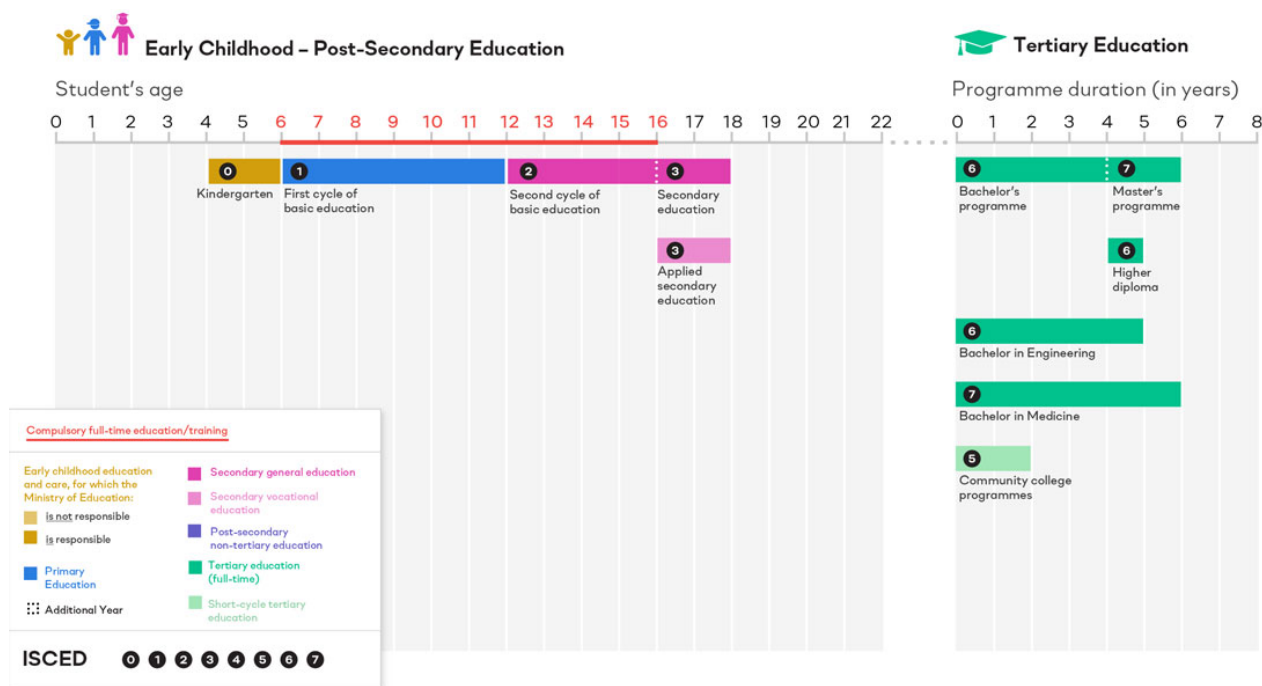 Early Childhood – Post-Secondary Education
Student's age
0 1 2 3 4 5 6 7 8 9 10 11 12 13 14 15 16 17 18 19 20 21 22
0
Kindergarten
1
First cycle of
basic education
2
Second cycle of
basic education
3
Secondary
education
3
Applied
secondary
education
Tertiary Education
Programme duration (in years)
0 1 2 3 4 5 6 7 8
6
Bachelor's
programme
7
Master's
programme
6
Higher
diploma
6
Bachelor in Engineering
7
Bachelor in Medicine
5
Community college
programmes
Compulsory full-time education/training
Early childhood education
and care, for which the
Ministry of Education:
is not responsible
is responsible
Primary
Education
Additional Year
Secondary general education
Secondary vocational
education
Post-secondary
non-tertiary education
Tertiary education
(full-time)
Short-cycle tertiary
education
ISCED 0 1 2 3 4 5 6 7